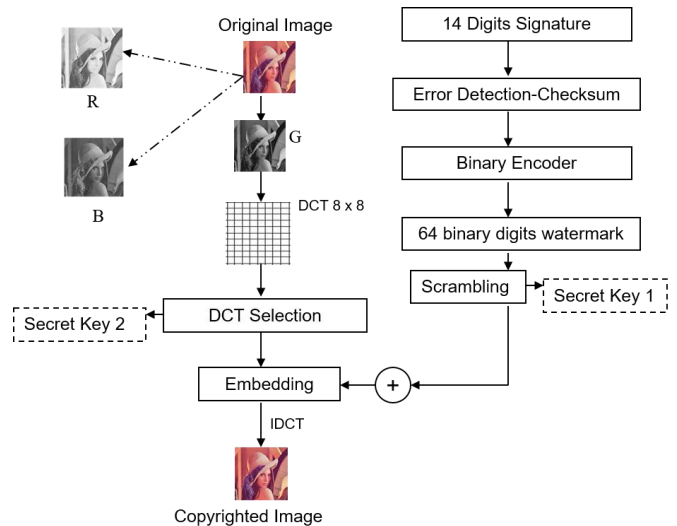 Original Image
R
G
B
DCT 8 x 8
DCT Selection
Secret Key 2
Embedding
IDCT
Copyrighted Image
14 Digits Signature
Error Detection-Checksum
Binary Encoder
64 binary digits watermark
Scrambling
Secret Key 1
+